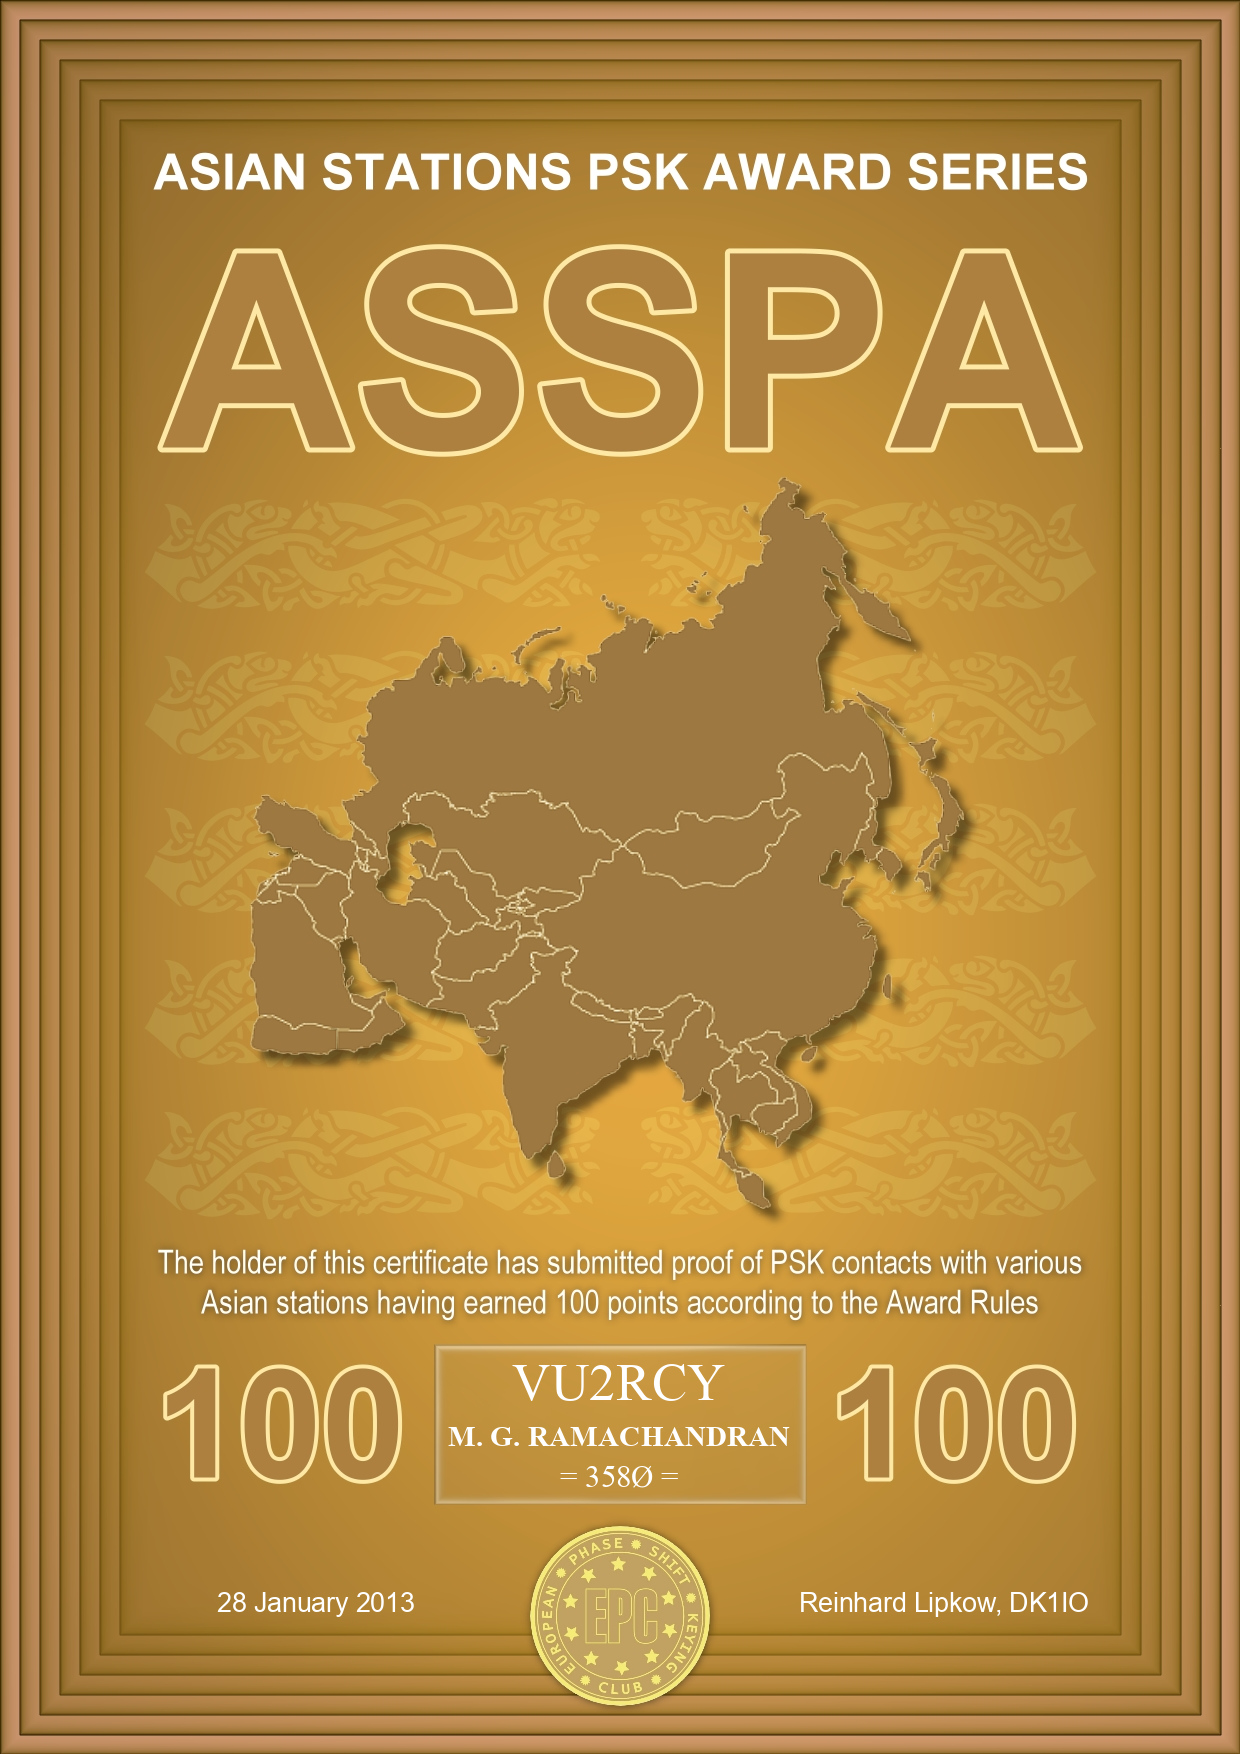 ASIAN STATIONS PSK AWARD SERIES
ASSPA
The holder of this certificate has submitted proof of PSK contacts with various
Asian stations having earned 100 points according to the Award Rules
100
VU2RCY
M. G. RAMACHANDRAN
= 358Ø =
100
28 January 2013
EUROPEAN PHASE SHIFT KEYING CLUB
EPC
Reinhard Lipkow, DK1IO